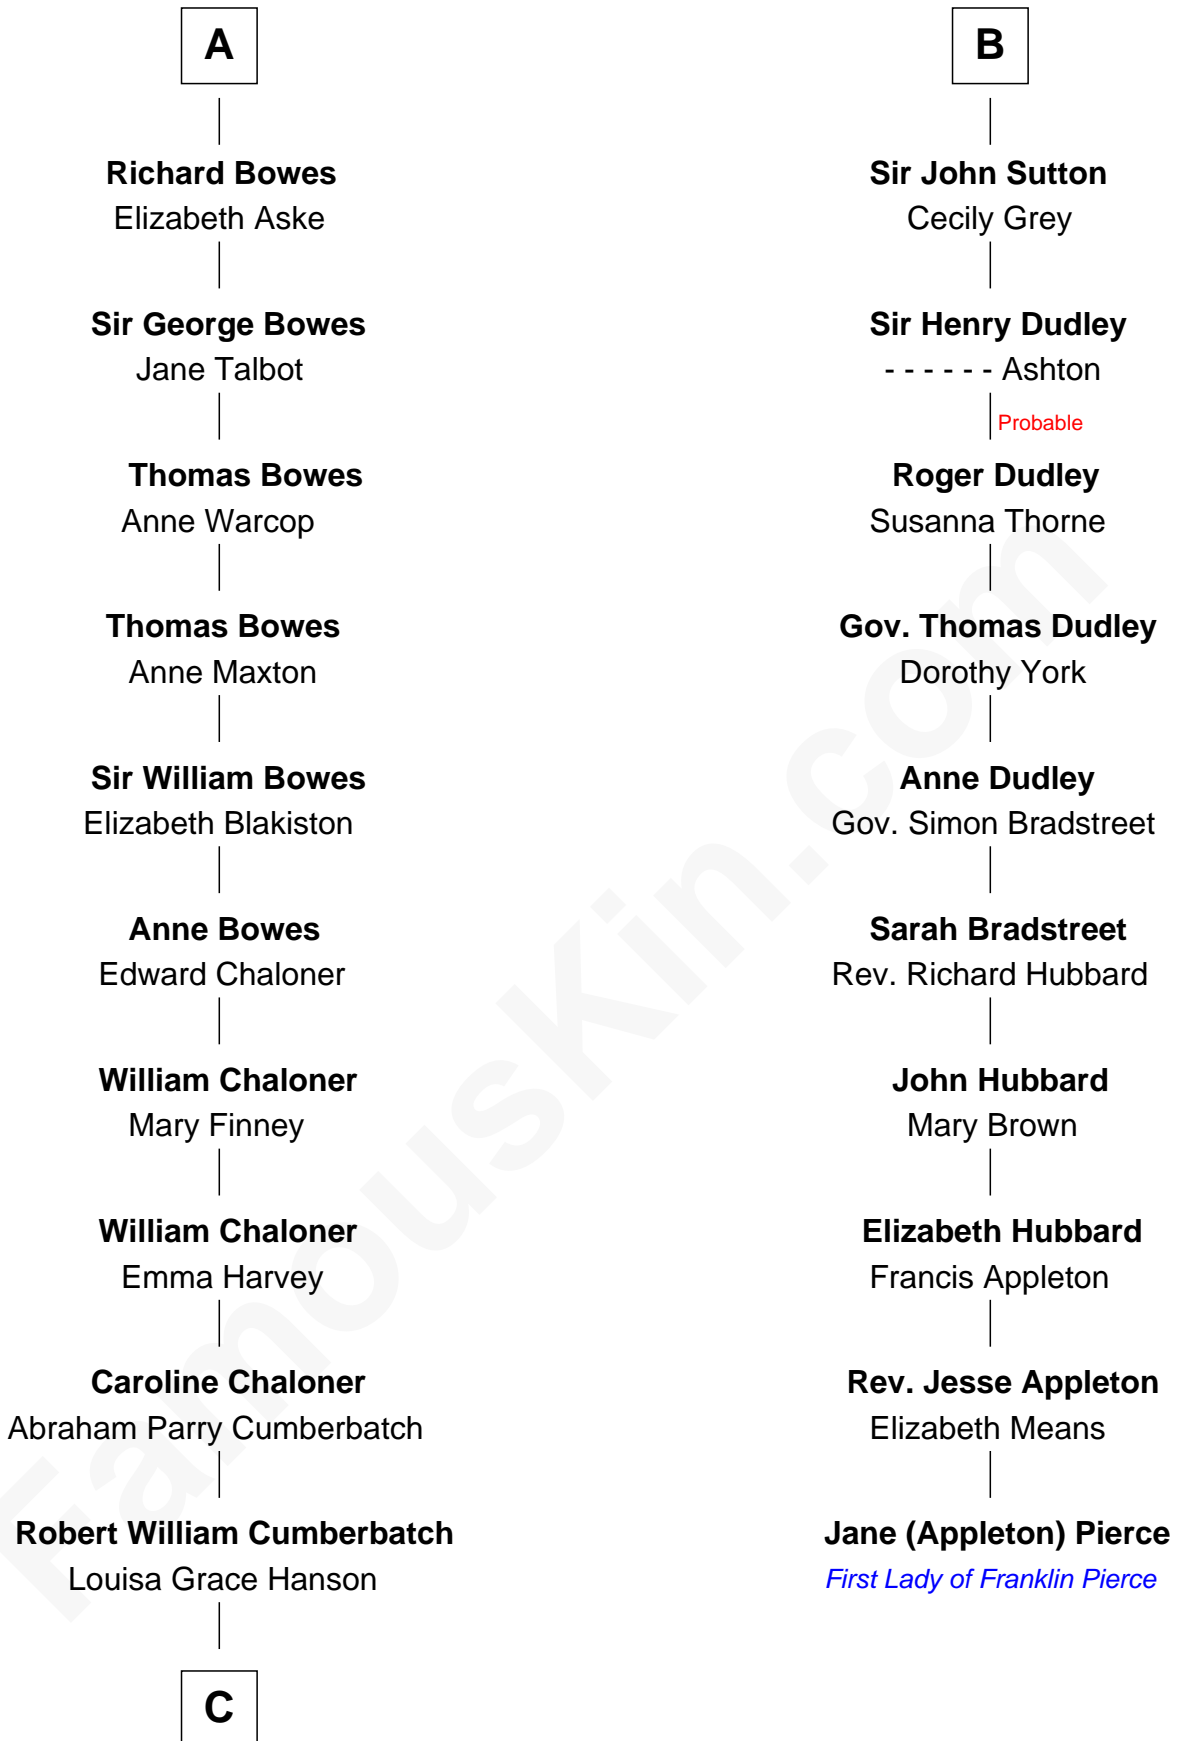 A
Richard Bowes
Elizabeth Aske
Sir George Bowes
Jane Talbot
Thomas Bowes
Anne Warcop
Thomas Bowes
Anne Maxton
Sir William Bowes
Elizabeth Blakiston
Anne Bowes
Edward Chaloner
William Chaloner
Mary Finney
William Chaloner
Emma Harvey
Caroline Chaloner
Abraham Parry Cumberbatch
Robert William Cumberbatch
Louisa Grace Hanson
C
B
Sir John Sutton
Cecily Grey
Sir Henry Dudley
- - - - - - Ashton
Probable
Roger Dudley
Susanna Thorne
Gov. Thomas Dudley
Dorothy York
Anne Dudley
Gov. Simon Bradstreet
Sarah Bradstreet
Rev. Richard Hubbard
John Hubbard
Mary Brown
Elizabeth Hubbard
Francis Appleton
Rev. Jesse Appleton
Elizabeth Means
Jane (Appleton) Pierce
First Lady of Franklin Pierce
FamousKin.com